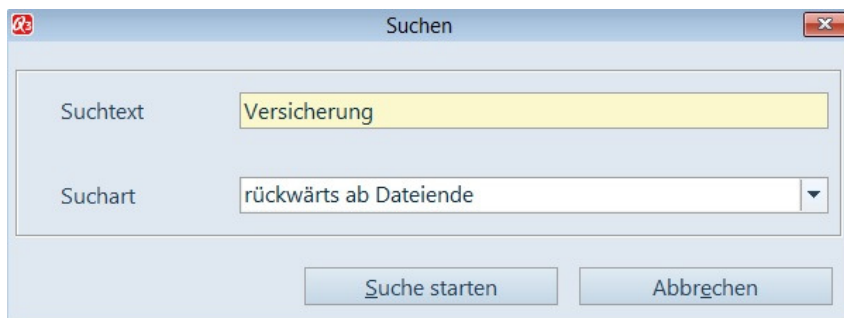 Suchen
Suchtext Versicherung
Suchart rückwärts ab Dateiende
Suche starten Abbrechen